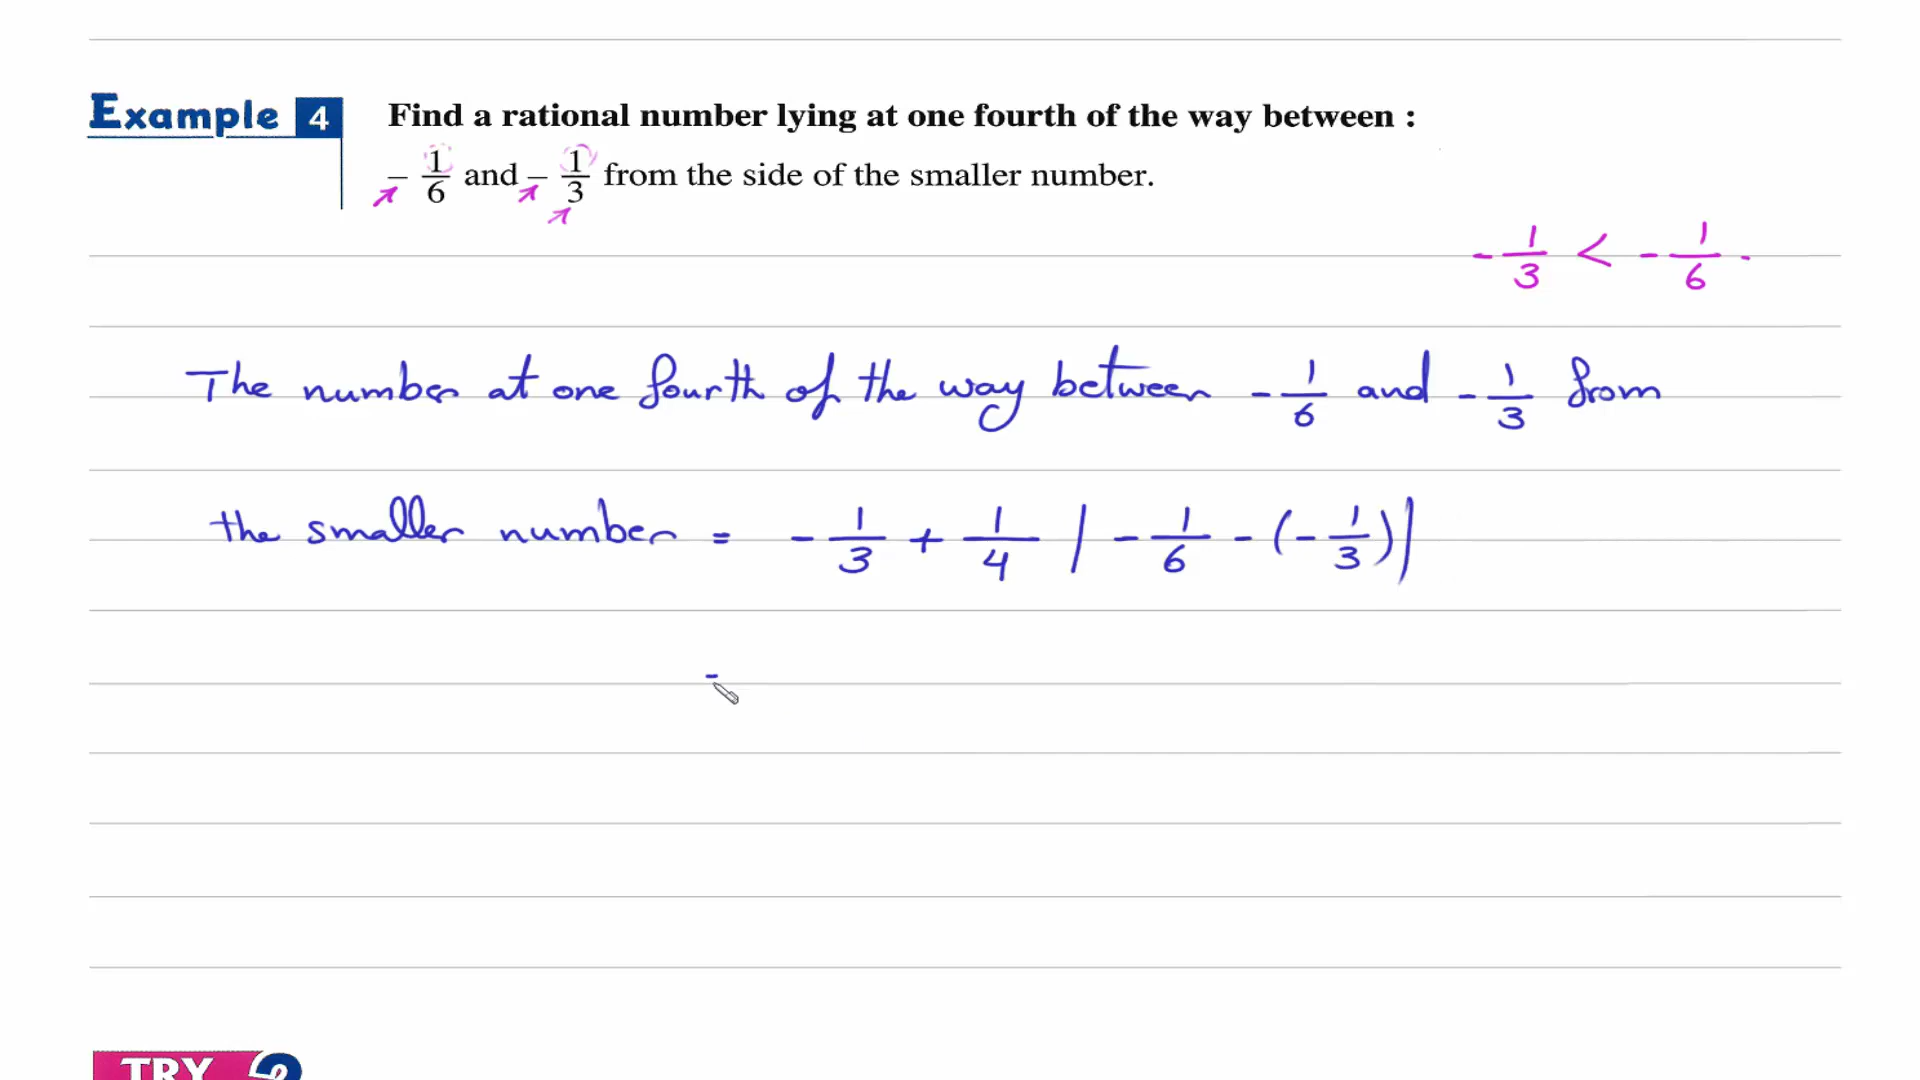 Example 4 Find a rational number lying at one fourth of the way between :
- 1/6 and - 1/3 from the side of the smaller number.
- 1/3 < - 1/6 .
The number at one fourth of the way between - 1/6 and - 1/3 from
the smaller number = - 1/3 + 1/4 | - 1/6 - (- 1/3)|
-
TRY 2